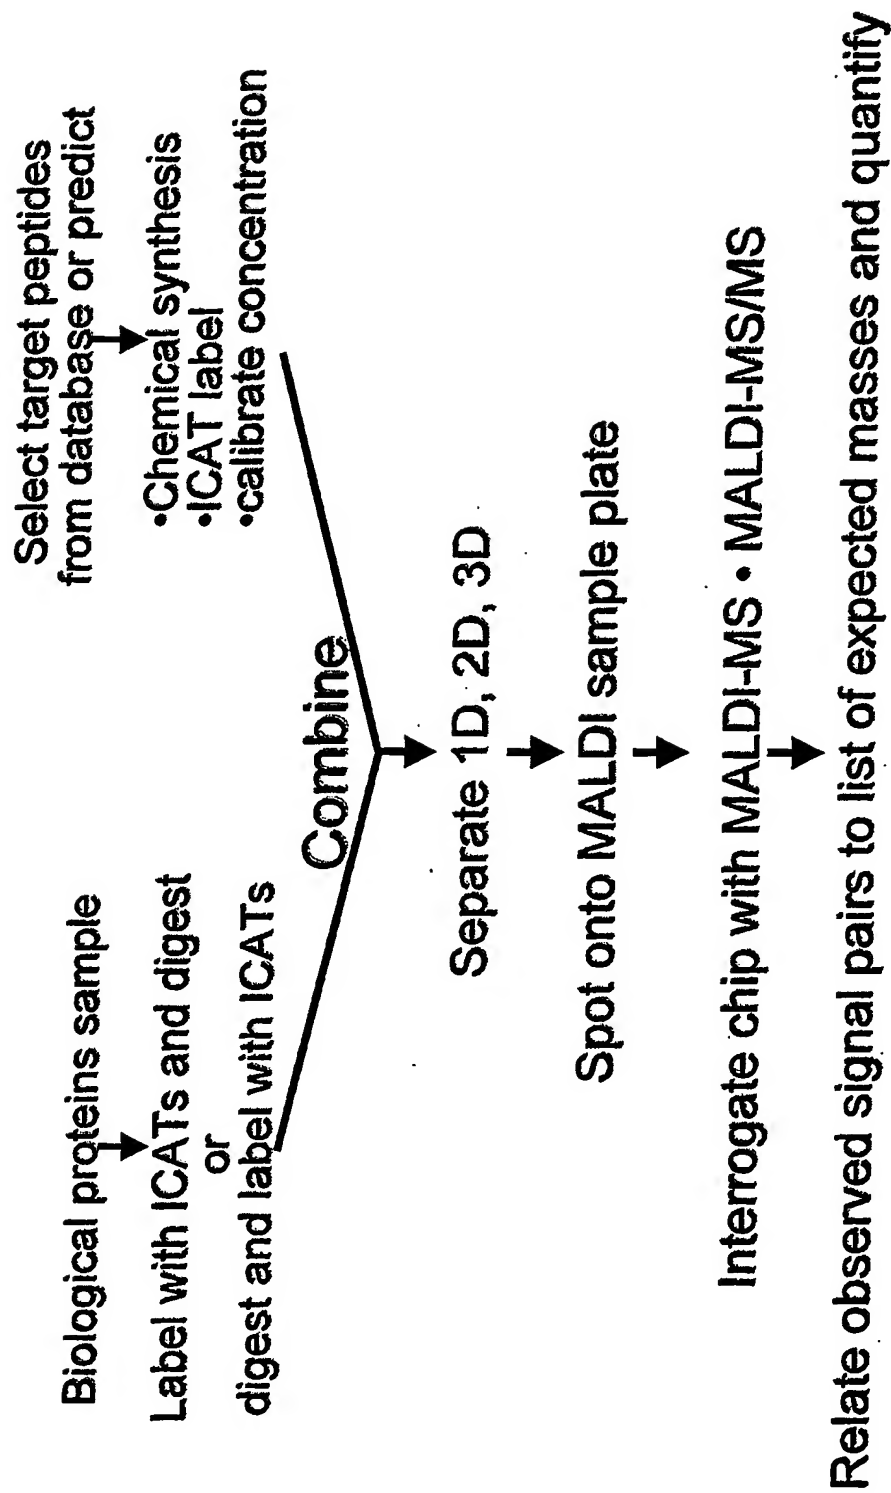 Biological proteins sample
Label with ICATs and digest
or
digest and label with ICATs
Select target peptides
from database or predict
•Chemical synthesis
•ICAT label
•calibrate concentration
Combine
Separate 1D, 2D, 3D
Spot onto MALDI sample plate
Interrogate chip with MALDI-MS • MALDI-MS/MS
Relate observed signal pairs to list of expected masses and quantify